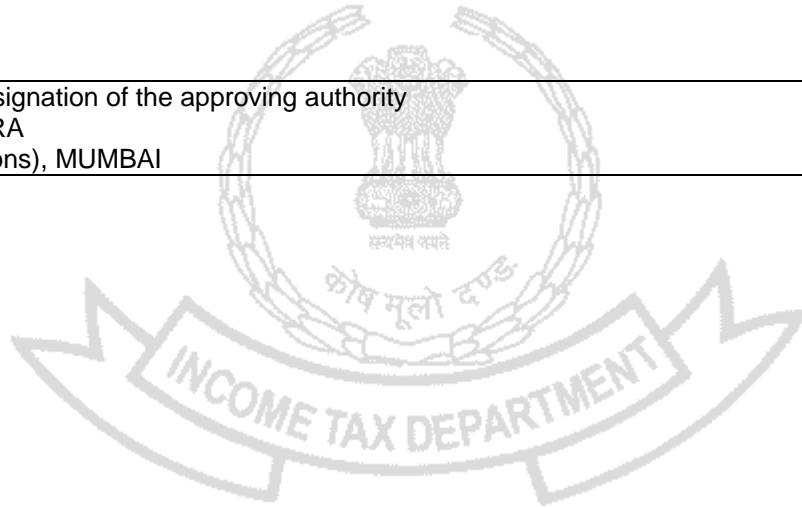 signation of the approving authority
RA
ons), MUMBAI
सत्यमेव जयते
कोष मूलो दण्डः
INCOME TAX DEPARTMENT